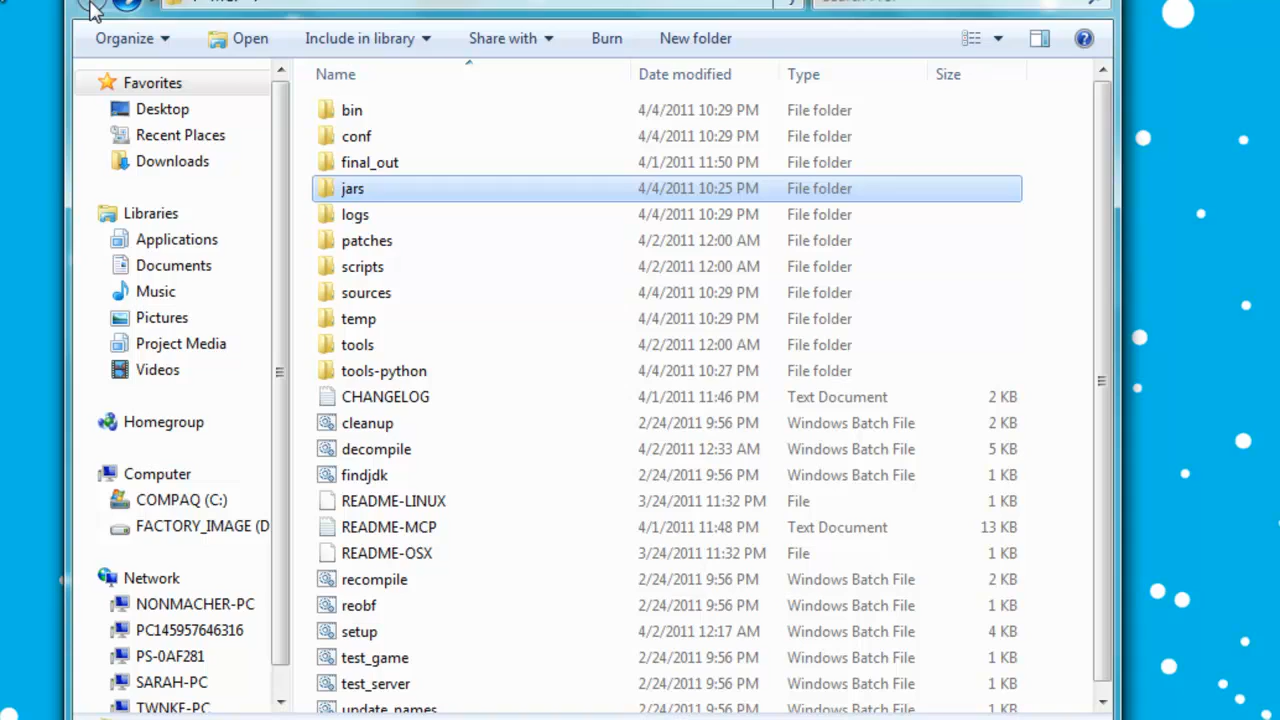 Organize Open Include in library Share with Burn New folder
Name Date modified Type Size
Favorites
Desktop
Recent Places
Downloads
Libraries
Applications
Documents
Music
Pictures
Project Media
Videos
Homegroup
Computer
COMPAQ (C:)
FACTORY_IMAGE (D
Network
NONMACHER-PC
PC145957646316
PS-0AF281
SARAH-PC
TWNKE-PC
bin 4/4/2011 10:29 PM File folder
conf 4/4/2011 10:29 PM File folder
final_out 4/1/2011 11:50 PM File folder
jars 4/4/2011 10:25 PM File folder
logs 4/4/2011 10:29 PM File folder
patches 4/2/2011 12:00 AM File folder
scripts 4/2/2011 12:00 AM File folder
sources 4/4/2011 10:29 PM File folder
temp 4/4/2011 10:29 PM File folder
tools 4/2/2011 12:00 AM File folder
tools-python 4/4/2011 10:27 PM File folder
CHANGELOG 4/1/2011 11:46 PM Text Document 2 KB
cleanup 2/24/2011 9:56 PM Windows Batch File 2 KB
decompile 4/2/2011 12:33 AM Windows Batch File 5 KB
findjdk 2/24/2011 9:56 PM Windows Batch File 1 KB
README-LINUX 3/24/2011 11:32 PM File 1 KB
README-MCP 4/1/2011 11:48 PM Text Document 13 KB
README-OSX 3/24/2011 11:32 PM File 1 KB
recompile 2/24/2011 9:56 PM Windows Batch File 2 KB
reobf 2/24/2011 9:56 PM Windows Batch File 1 KB
setup 4/2/2011 12:17 AM Windows Batch File 4 KB
test_game 2/24/2011 9:56 PM Windows Batch File 1 KB
test_server 2/24/2011 9:56 PM Windows Batch File 1 KB
update_names 2/24/2011 9:56 PM Windows Batch File 1 KB